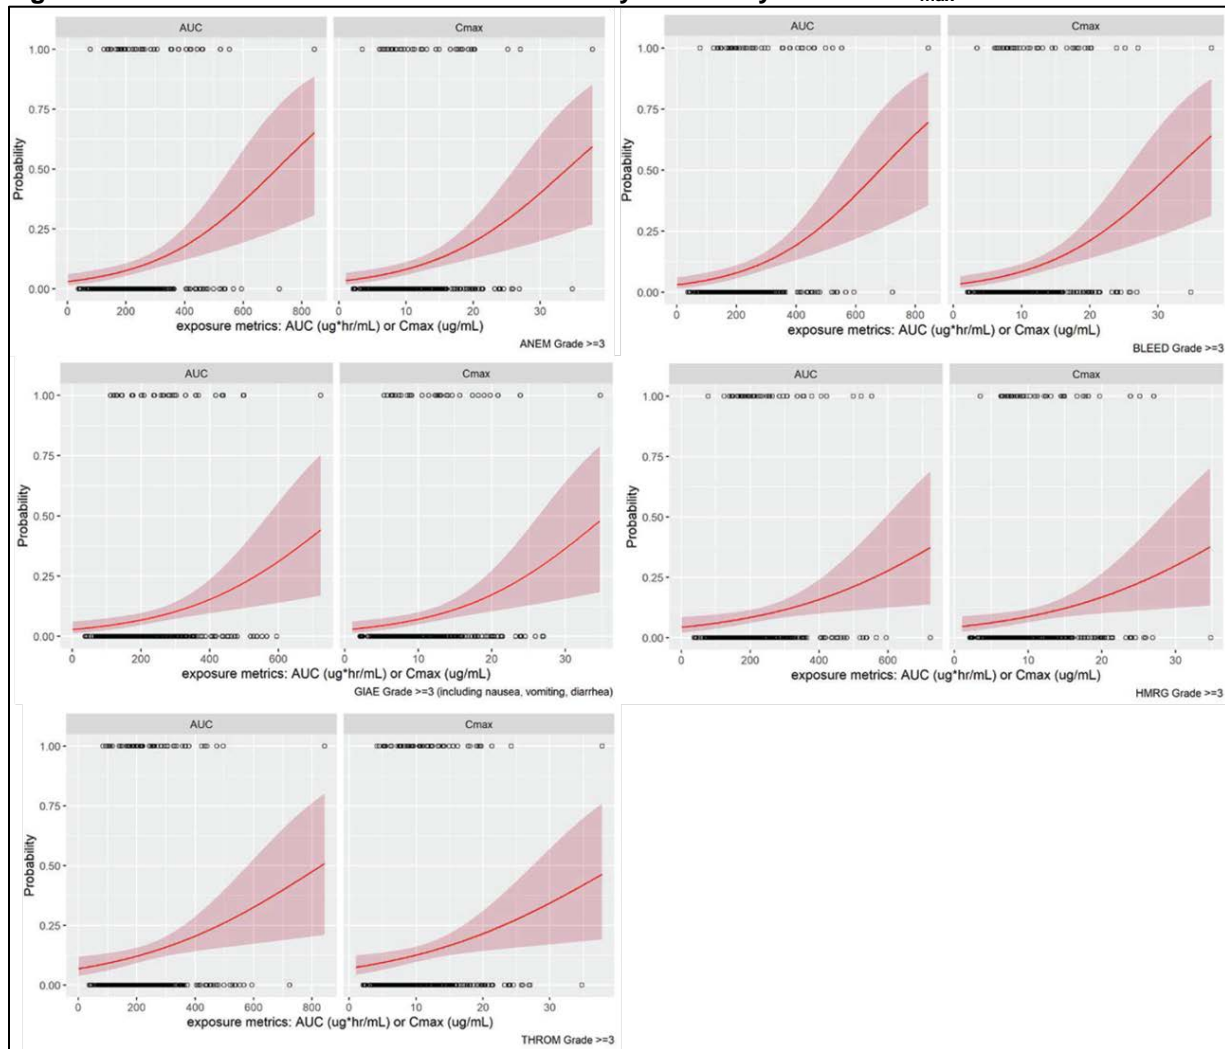 max
AUC Cmax
1.00
0.75
0.50
0.25
0.00
Probability
0 200 400 600 800 0 10 20 30
exposure metrics: AUC (ug*hr/mL) or Cmax (ug/mL)
ANEM Grade >=3
AUC Cmax
1.00
0.75
0.50
0.25
0.00
Probability
0 200 400 600 800 0 10 20 30
exposure metrics: AUC (ug*hr/mL) or Cmax (ug/mL)
BLEED Grade >=3
AUC Cmax
1.00
0.75
0.50
0.25
0.00
Probability
0 200 400 600 0 10 20 30
exposure metrics: AUC (ug*hr/mL) or Cmax (ug/mL)
GIAE Grade >=3 (including nausea, vomiting, diarrhea)
AUC Cmax
1.00
0.75
0.50
0.25
0.00
Probability
0 200 400 600 0 10 20 30
exposure metrics: AUC (ug*hr/mL) or Cmax (ug/mL)
HMRG Grade >=3
AUC Cmax
1.00
0.75
0.50
0.25
0.00
Probability
0 200 400 600 800 0 10 20 30
exposure metrics: AUC (ug*hr/mL) or Cmax (ug/mL)
THROM Grade >=3